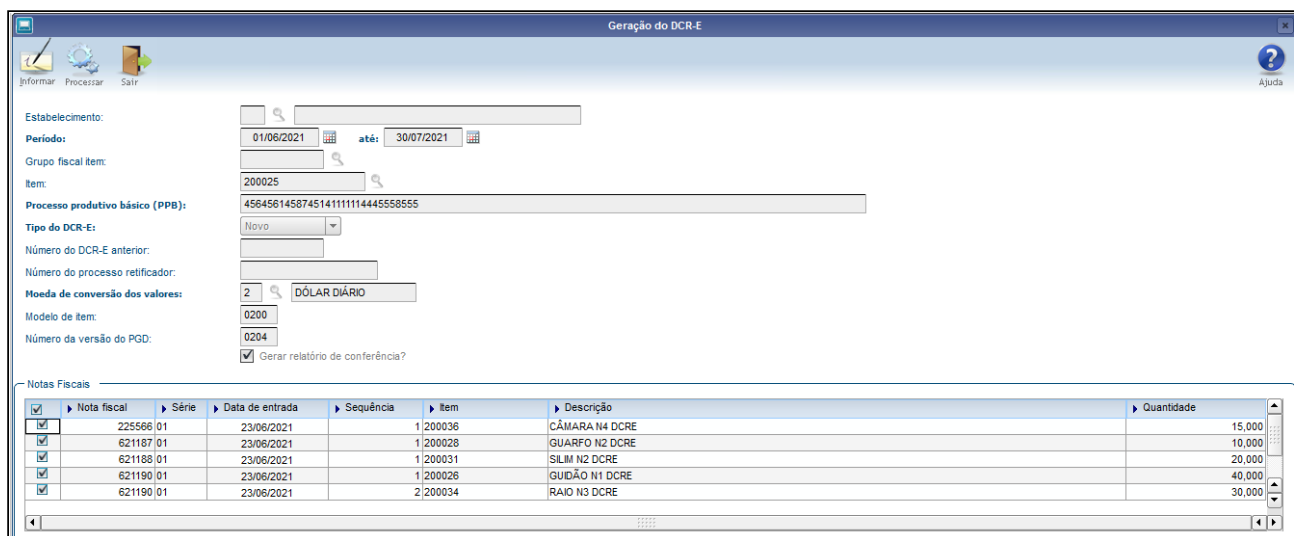 Geração do DCR-E
Informar Processar Sair Ajuda
Estabelecimento:
Período: 01/06/2021 até: 30/07/2021
Grupo fiscal item:
Item: 200025
Processo produtivo básico (PPB): 4564561458745141111114445558555
Tipo do DCR-E: Novo
Número do DCR-E anterior:
Número do processo retificador:
Moeda de conversão dos valores: 2 DÓLAR DIÁRIO
Modelo de item: 0200
Número da versão do PGD: 0204
Gerar relatório de conferência?
Notas Fiscais
Nota fiscal Série Data de entrada Sequência Item Descrição Quantidade
225566 01 23/06/2021 1 200036 CÂMARA N4 DCRE 15,000
621187 01 23/06/2021 1 200028 GUARFO N2 DCRE 10,000
621188 01 23/06/2021 1 200031 SILIM N2 DCRE 20,000
621190 01 23/06/2021 1 200026 GUIDÃO N1 DCRE 40,000
621190 01 23/06/2021 2 200034 RAIO N3 DCRE 30,000